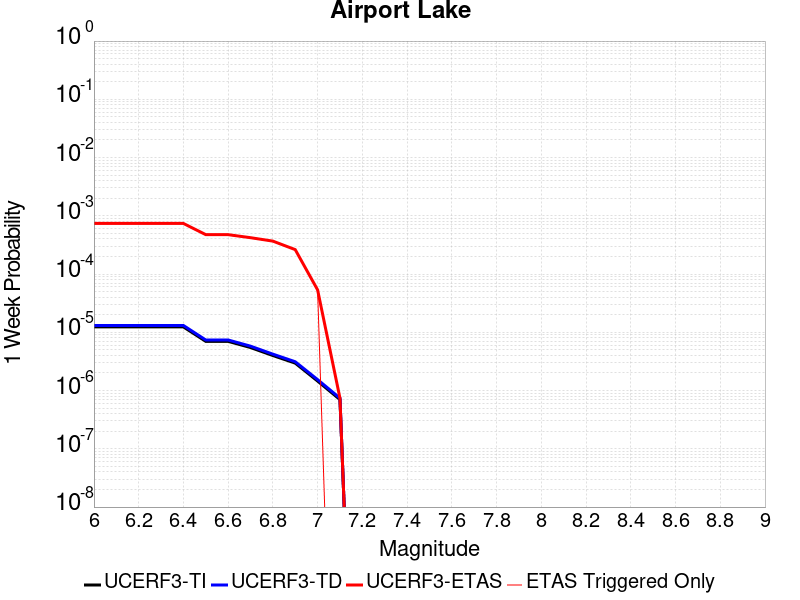 Airport Lake
10 0
10 -1
10 -2
10 -3
10 -4
10 -5
10 -6
10 -7
10 -8
1 Week Probability
6 6.2 6.4 6.6 6.8 7 7.2 7.4 7.6 7.8 8 8.2 8.4 8.6 8.8 9
Magnitude
UCERF3-TI UCERF3-TD UCERF3-ETAS ETAS Triggered Only